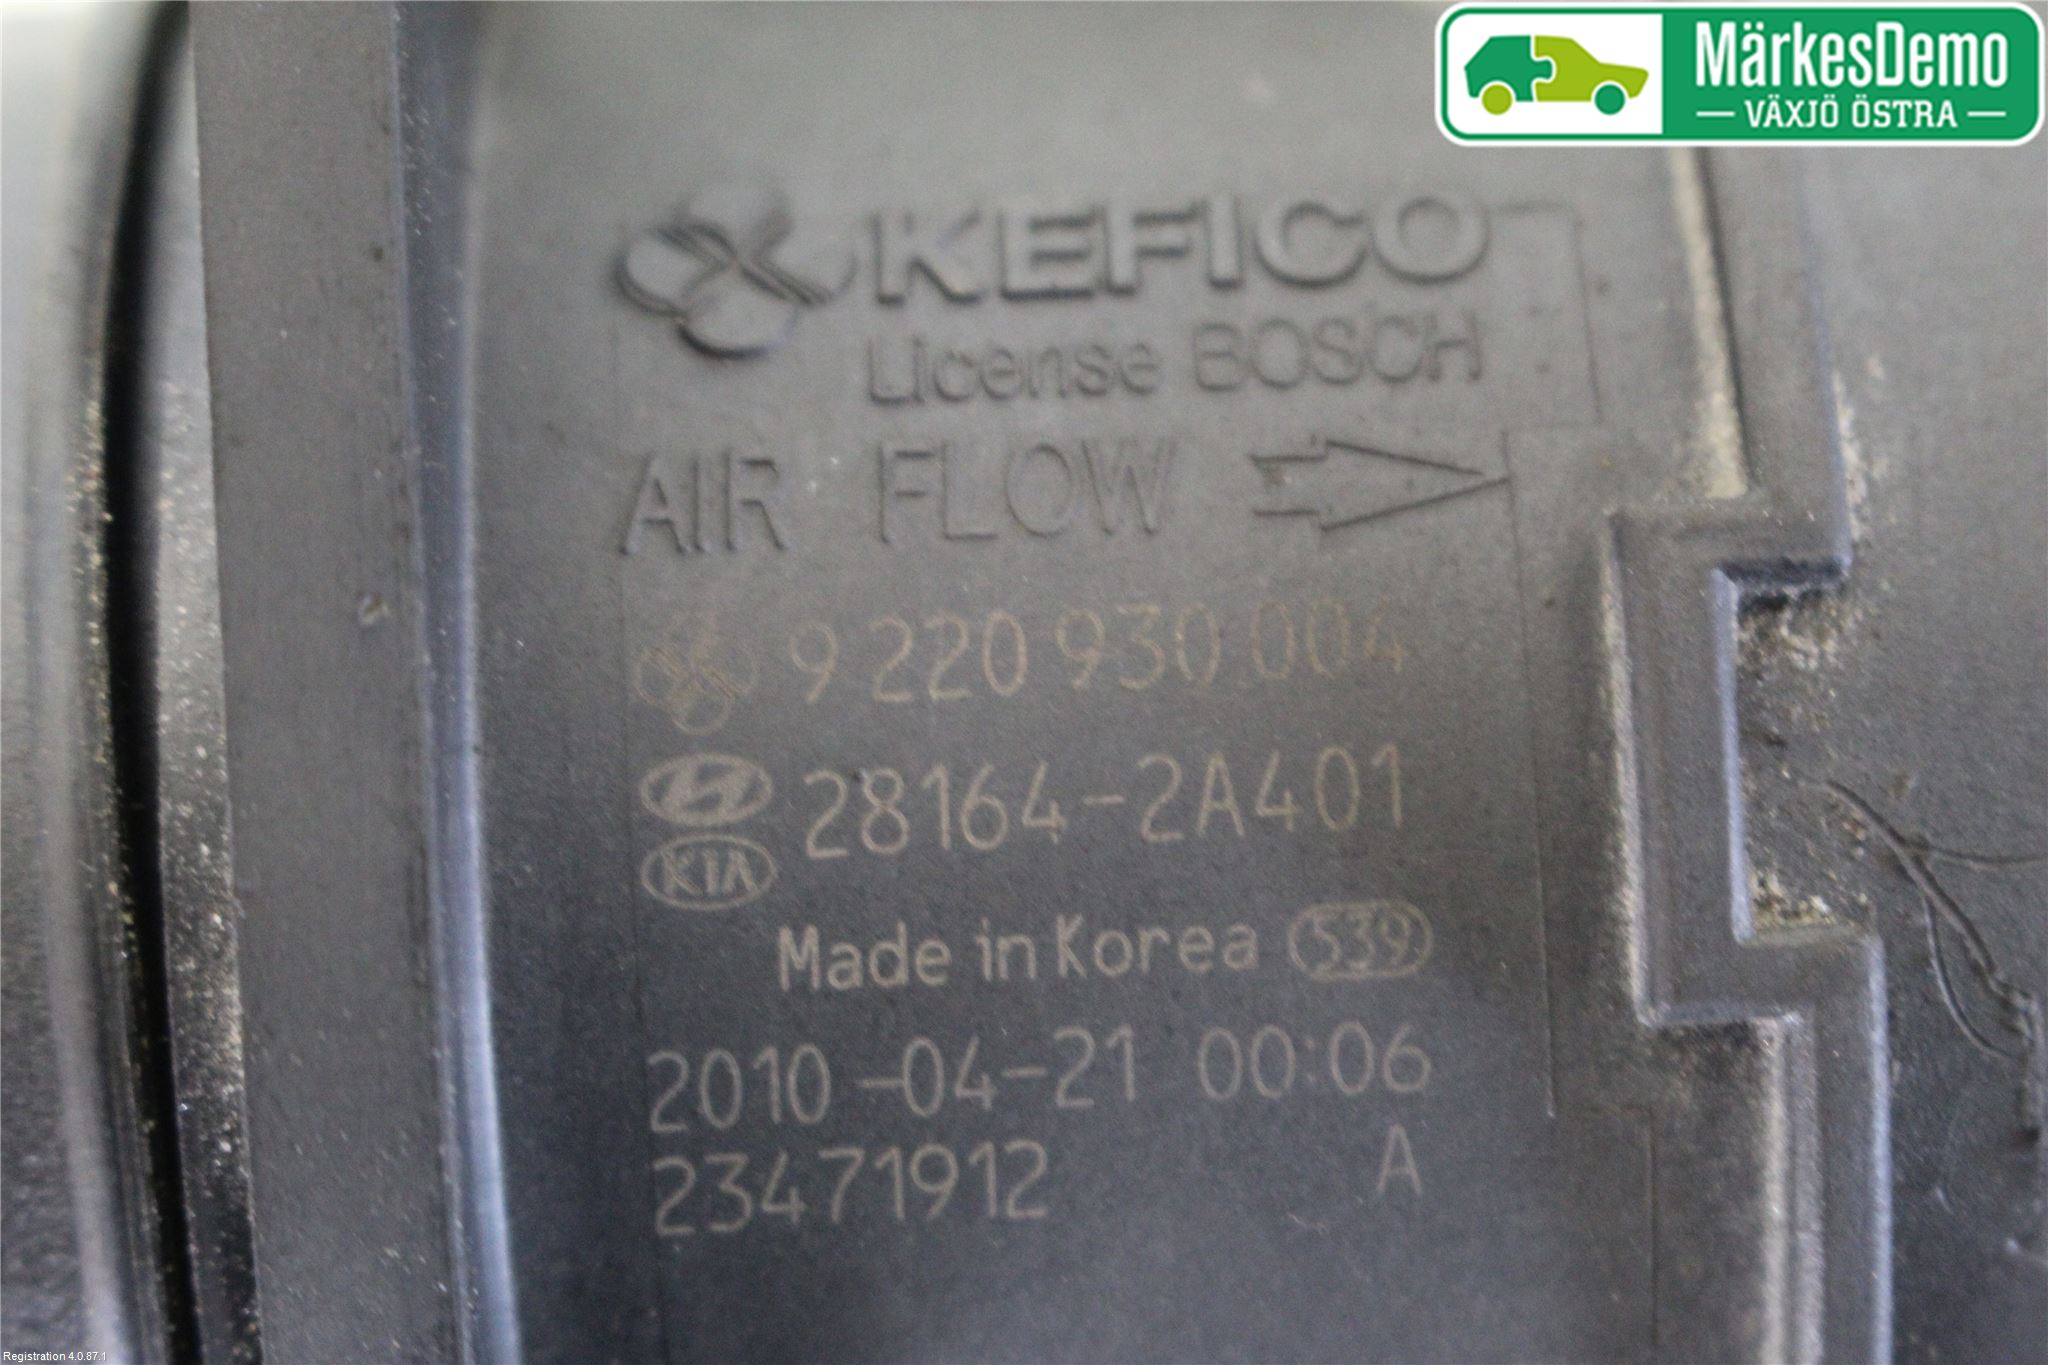 MärkesDemo
VÄXJÖ ÖSTRA
KEFICO
License BOSCH
AIR FLOW
9 220 930 004
28164-2A401
KIA
Made in Korea 539
2010-04-21 00:06
23471912 A
Registration 4.0.87.1